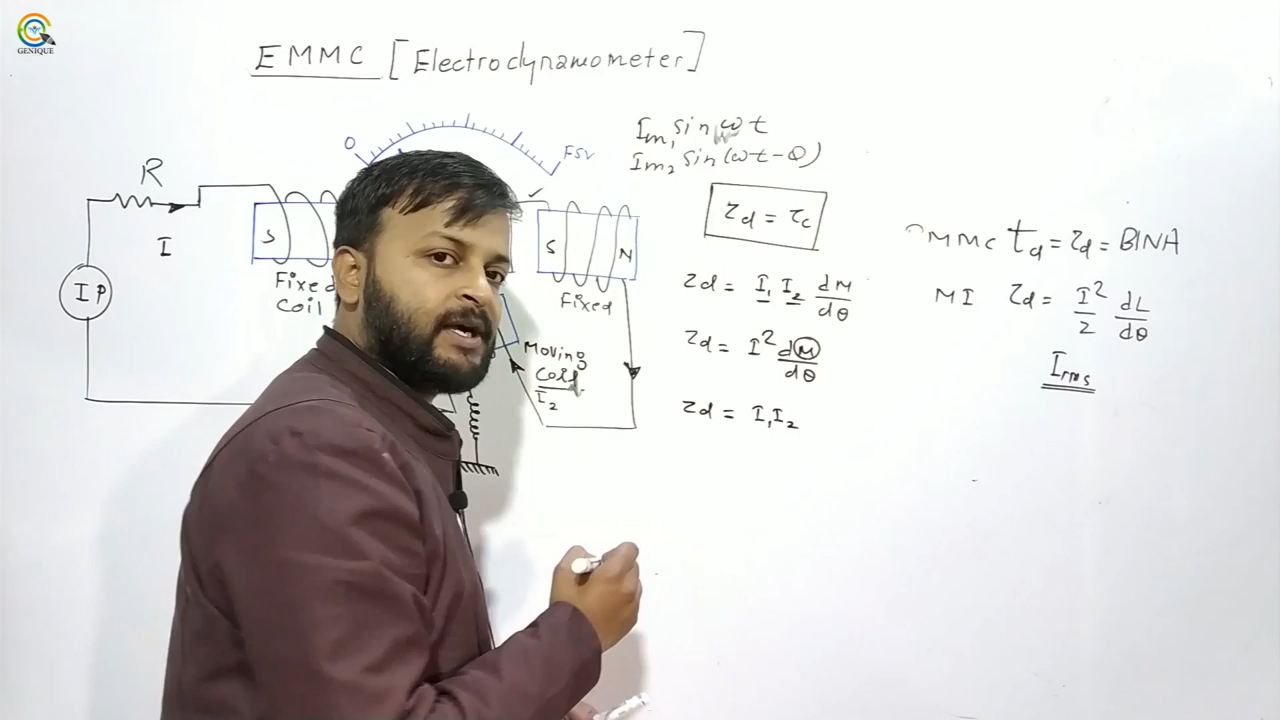 GENIQUE
EMMC [Electrodynamometer]
Im₁ sin ωt
Im₂ sin(ωt-θ)
O
FSV
R
I
IP
S
Fixed
Coil
S
N
Fixed
Moving
Coil
I₂
τd = τc
τd = I₁ I₂ dM/dθ
τd = I² dM/dθ
τd = I₁I₂
MMC τd = τd = BINA
MI τd = I²/2 dL/dθ
Irms